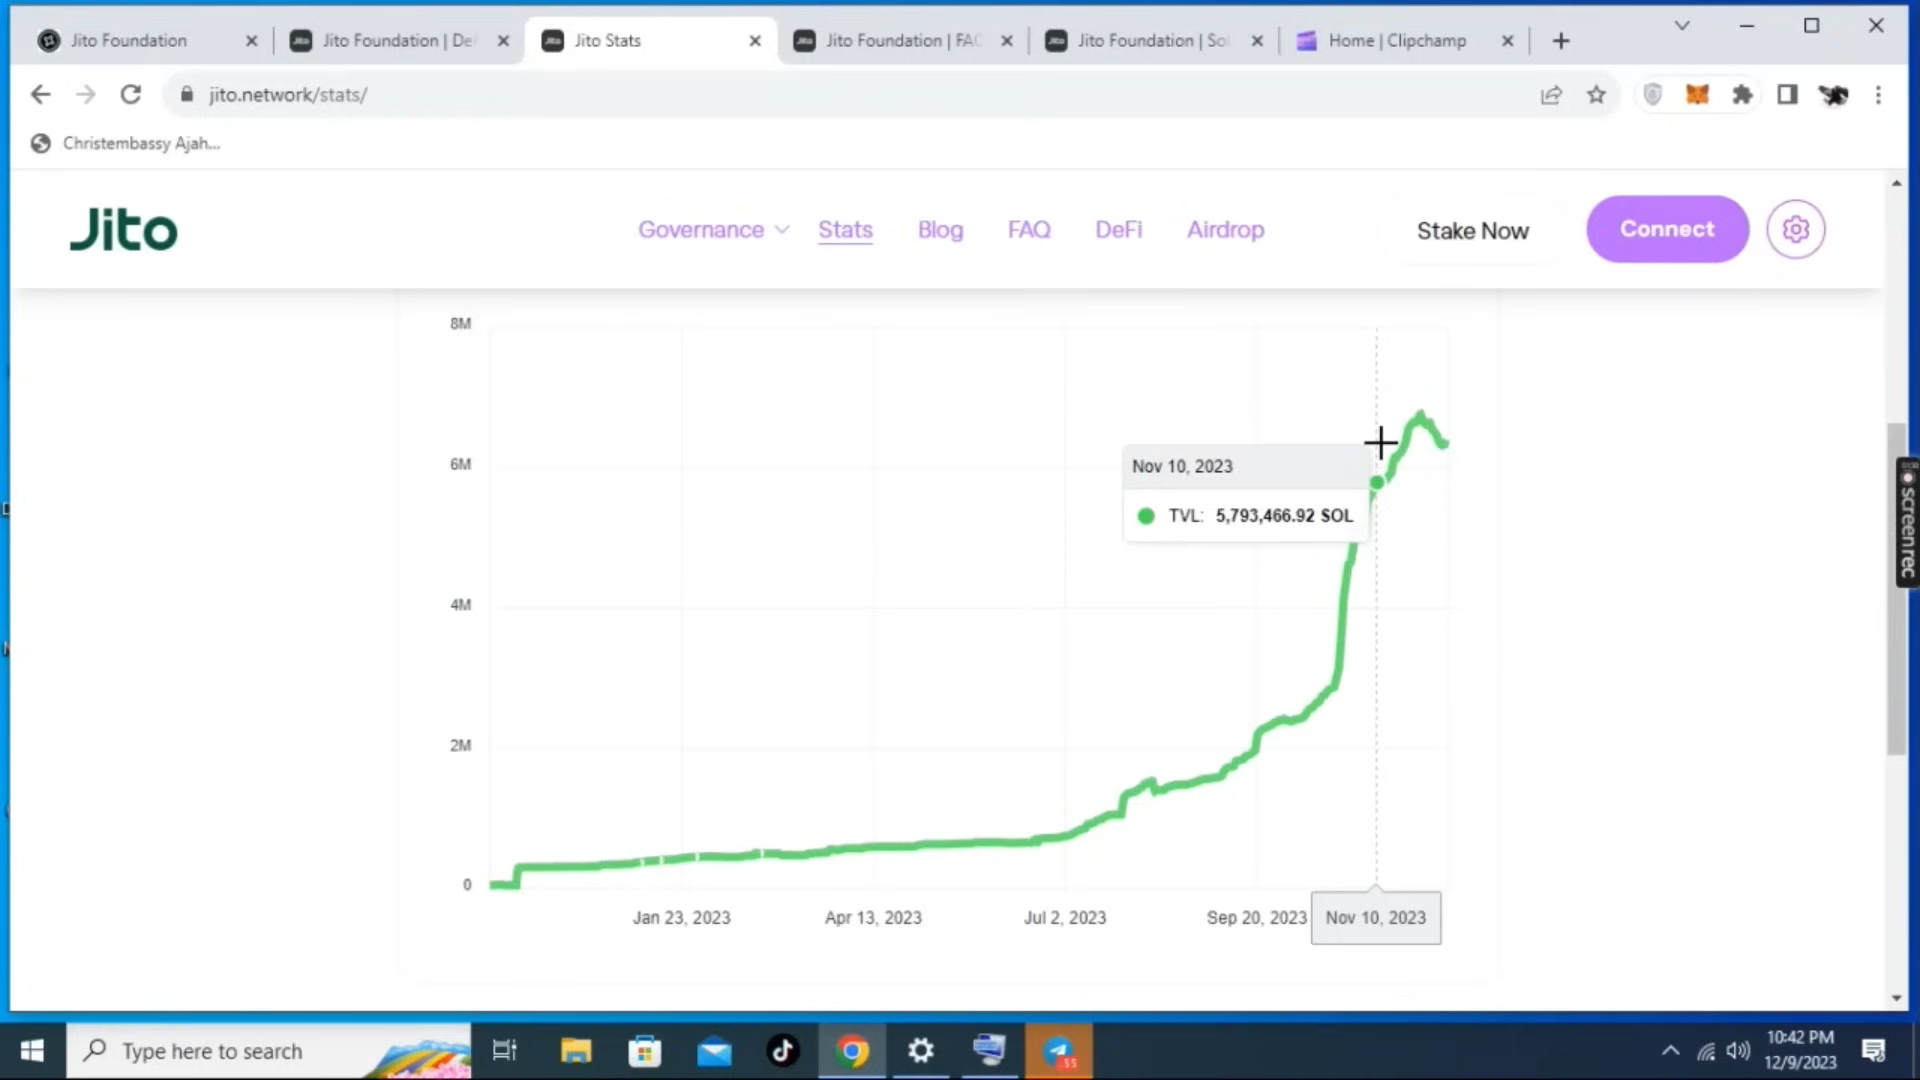 Jito Foundation
Jito Foundation | De
Jito Stats
Jito Foundation | FAC
Jito Foundation | So
Home | Clipchamp
jito.network/stats/
Christembassy Ajah...
Jito
Governance
Stats
Blog
FAQ
DeFi
Airdrop
Stake Now
Connect
8M
6M
4M
2M
0
Nov 10, 2023
TVL: 5,793,466.92 SOL
Jan 23, 2023
Apr 13, 2023
Jul 2, 2023
Sep 20, 2023
Nov 10, 2023
screenrec
Type here to search
55
10:42 PM
12/9/2023